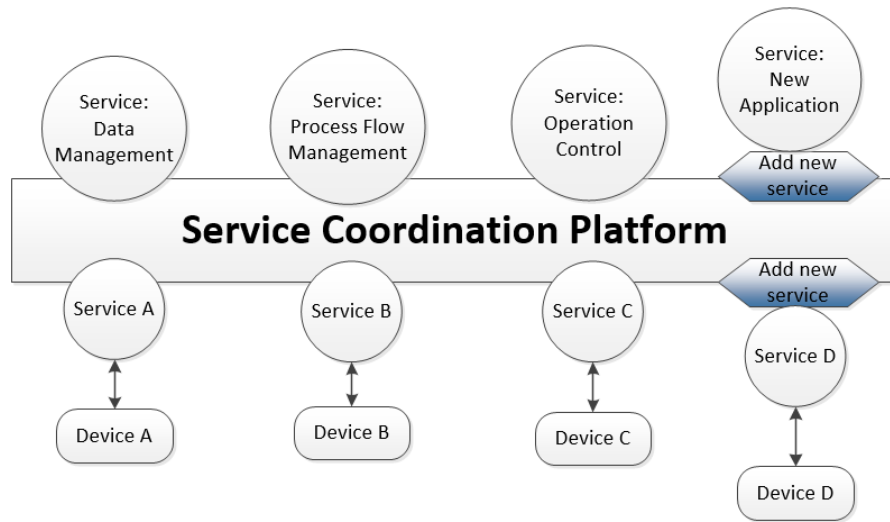 Service:
Data
Management
Service:
Process Flow
Management
Service:
Operation
Control
Service:
New
Application
Add new
service
Service Coordination Platform
Add new
service
Service A
Service B
Service C
Service D
Device A
Device B
Device C
Device D